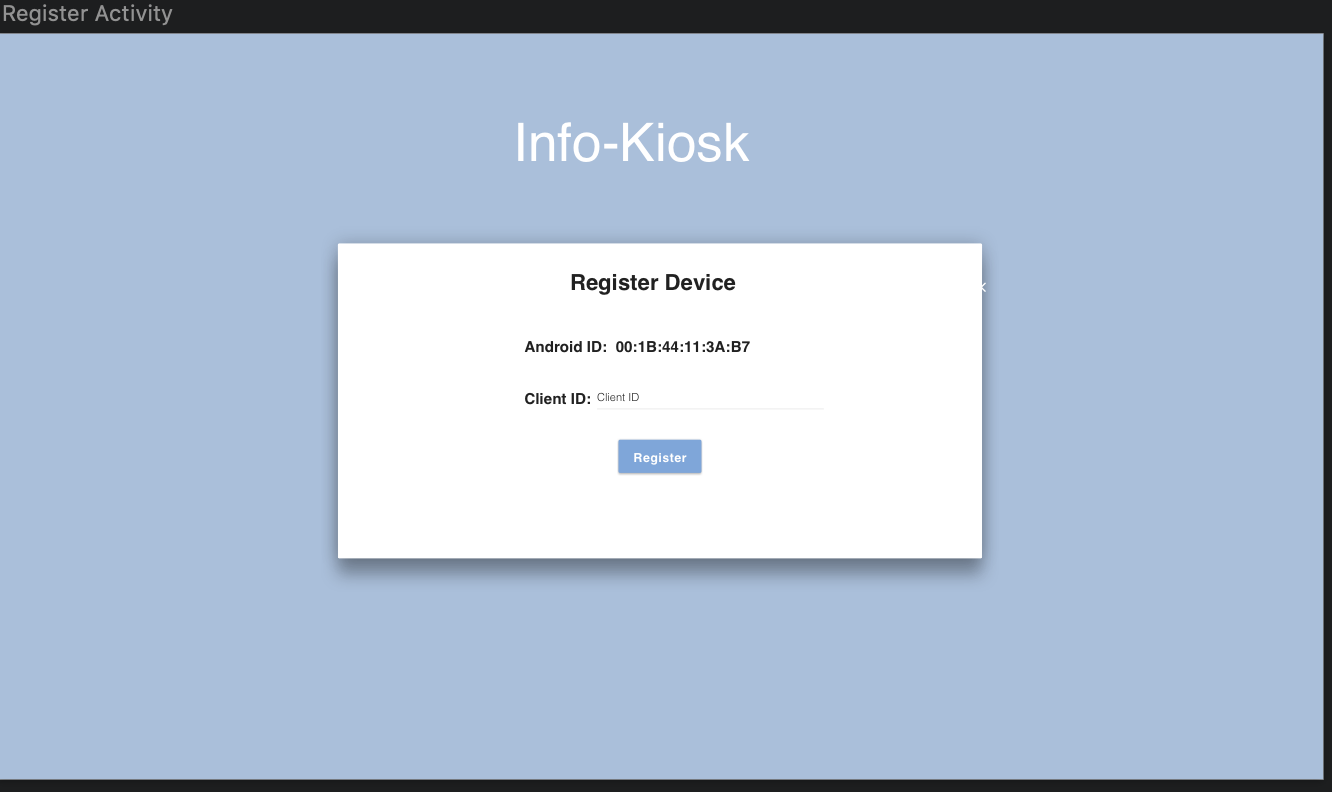 Register Activity
Info-Kiosk
Register Device
Android ID: 00:1B:44:11:3A:B7
Client ID: Client ID
Register